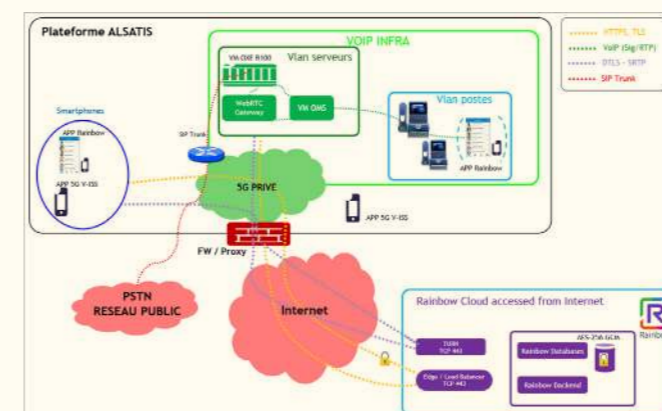 Plateforme ALSATIS
VOIP INFRA
HTTPS, TLS
VoIP (Sig/RTP)
DTLS - SRTP
SIP Trunk
VM OXE R100
Vlan serveurs
WebRTC
Gateway
VM OMS
Vlan postes
APP Rainbow
Smartphones
APP Rainbow
APP 5G V-ISS
SIP Trunk
5G PRIVE
APP 5G V-ISS
FW / Proxy
PSTN
RESEAU PUBLIC
Internet
Rainbow Cloud accessed from Internet
Rainbow
TURN
TCP 443
Edge / Load Balancer
TCP 443
AES-256 GCM
Rainbow Databases
Rainbow Backend